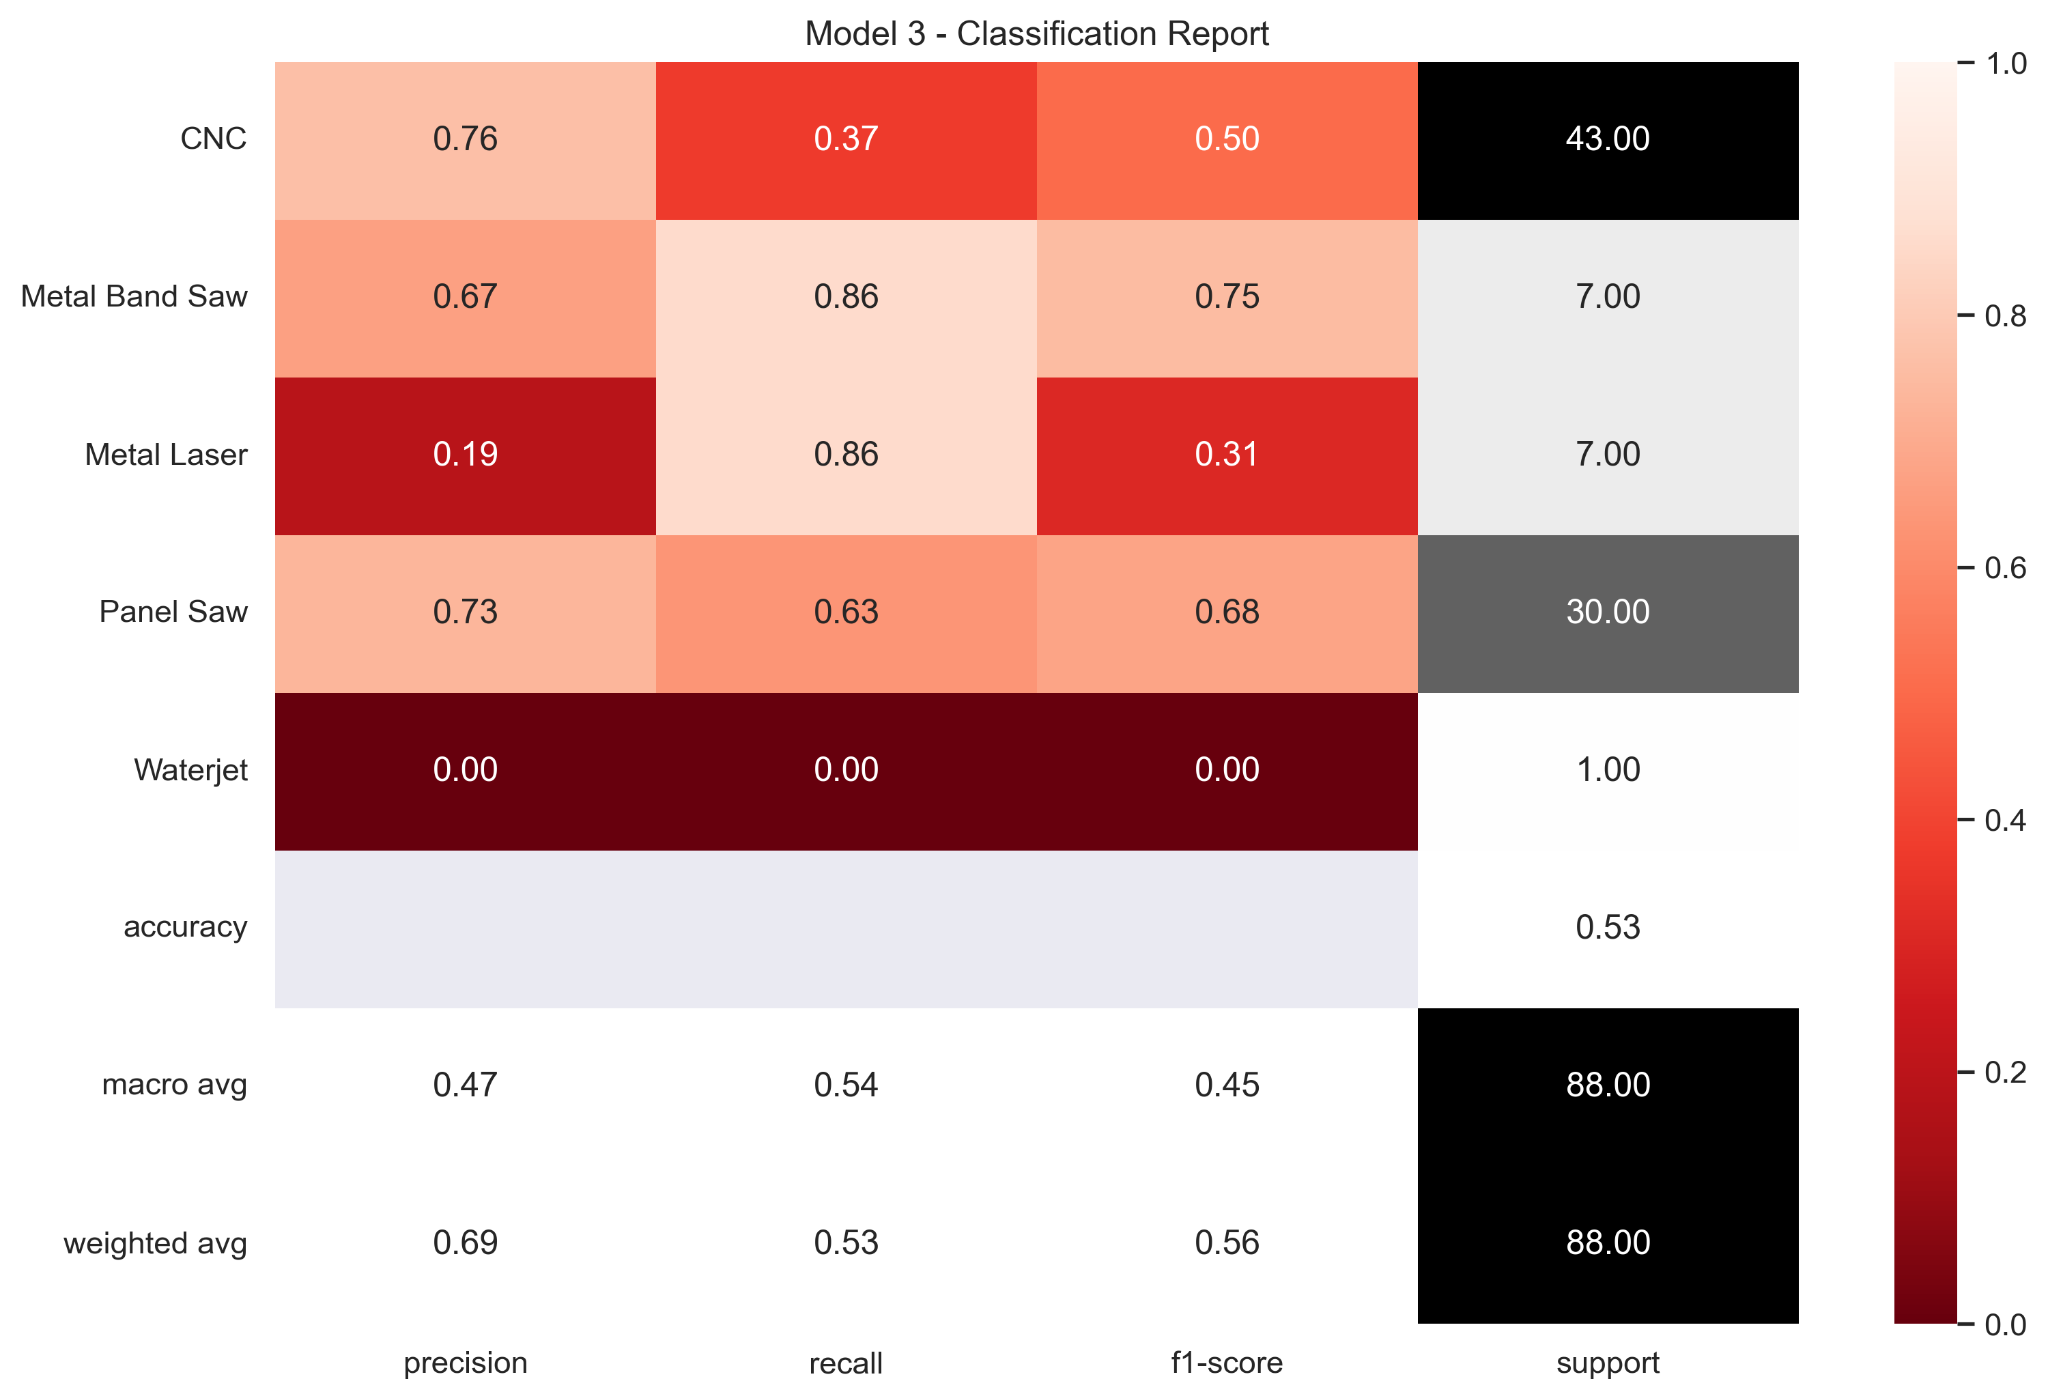 Model 3 - Classification Report
CNC 0.76 0.37 0.50 43.00
Metal Band Saw 0.67 0.86 0.75 7.00
Metal Laser 0.19 0.86 0.31 7.00
Panel Saw 0.73 0.63 0.68 30.00
Waterjet 0.00 0.00 0.00 1.00
accuracy 0.53
macro avg 0.47 0.54 0.45 88.00
weighted avg 0.69 0.53 0.56 88.00
precision recall f1-score support
1.0
0.8
0.6
0.4
0.2
0.0